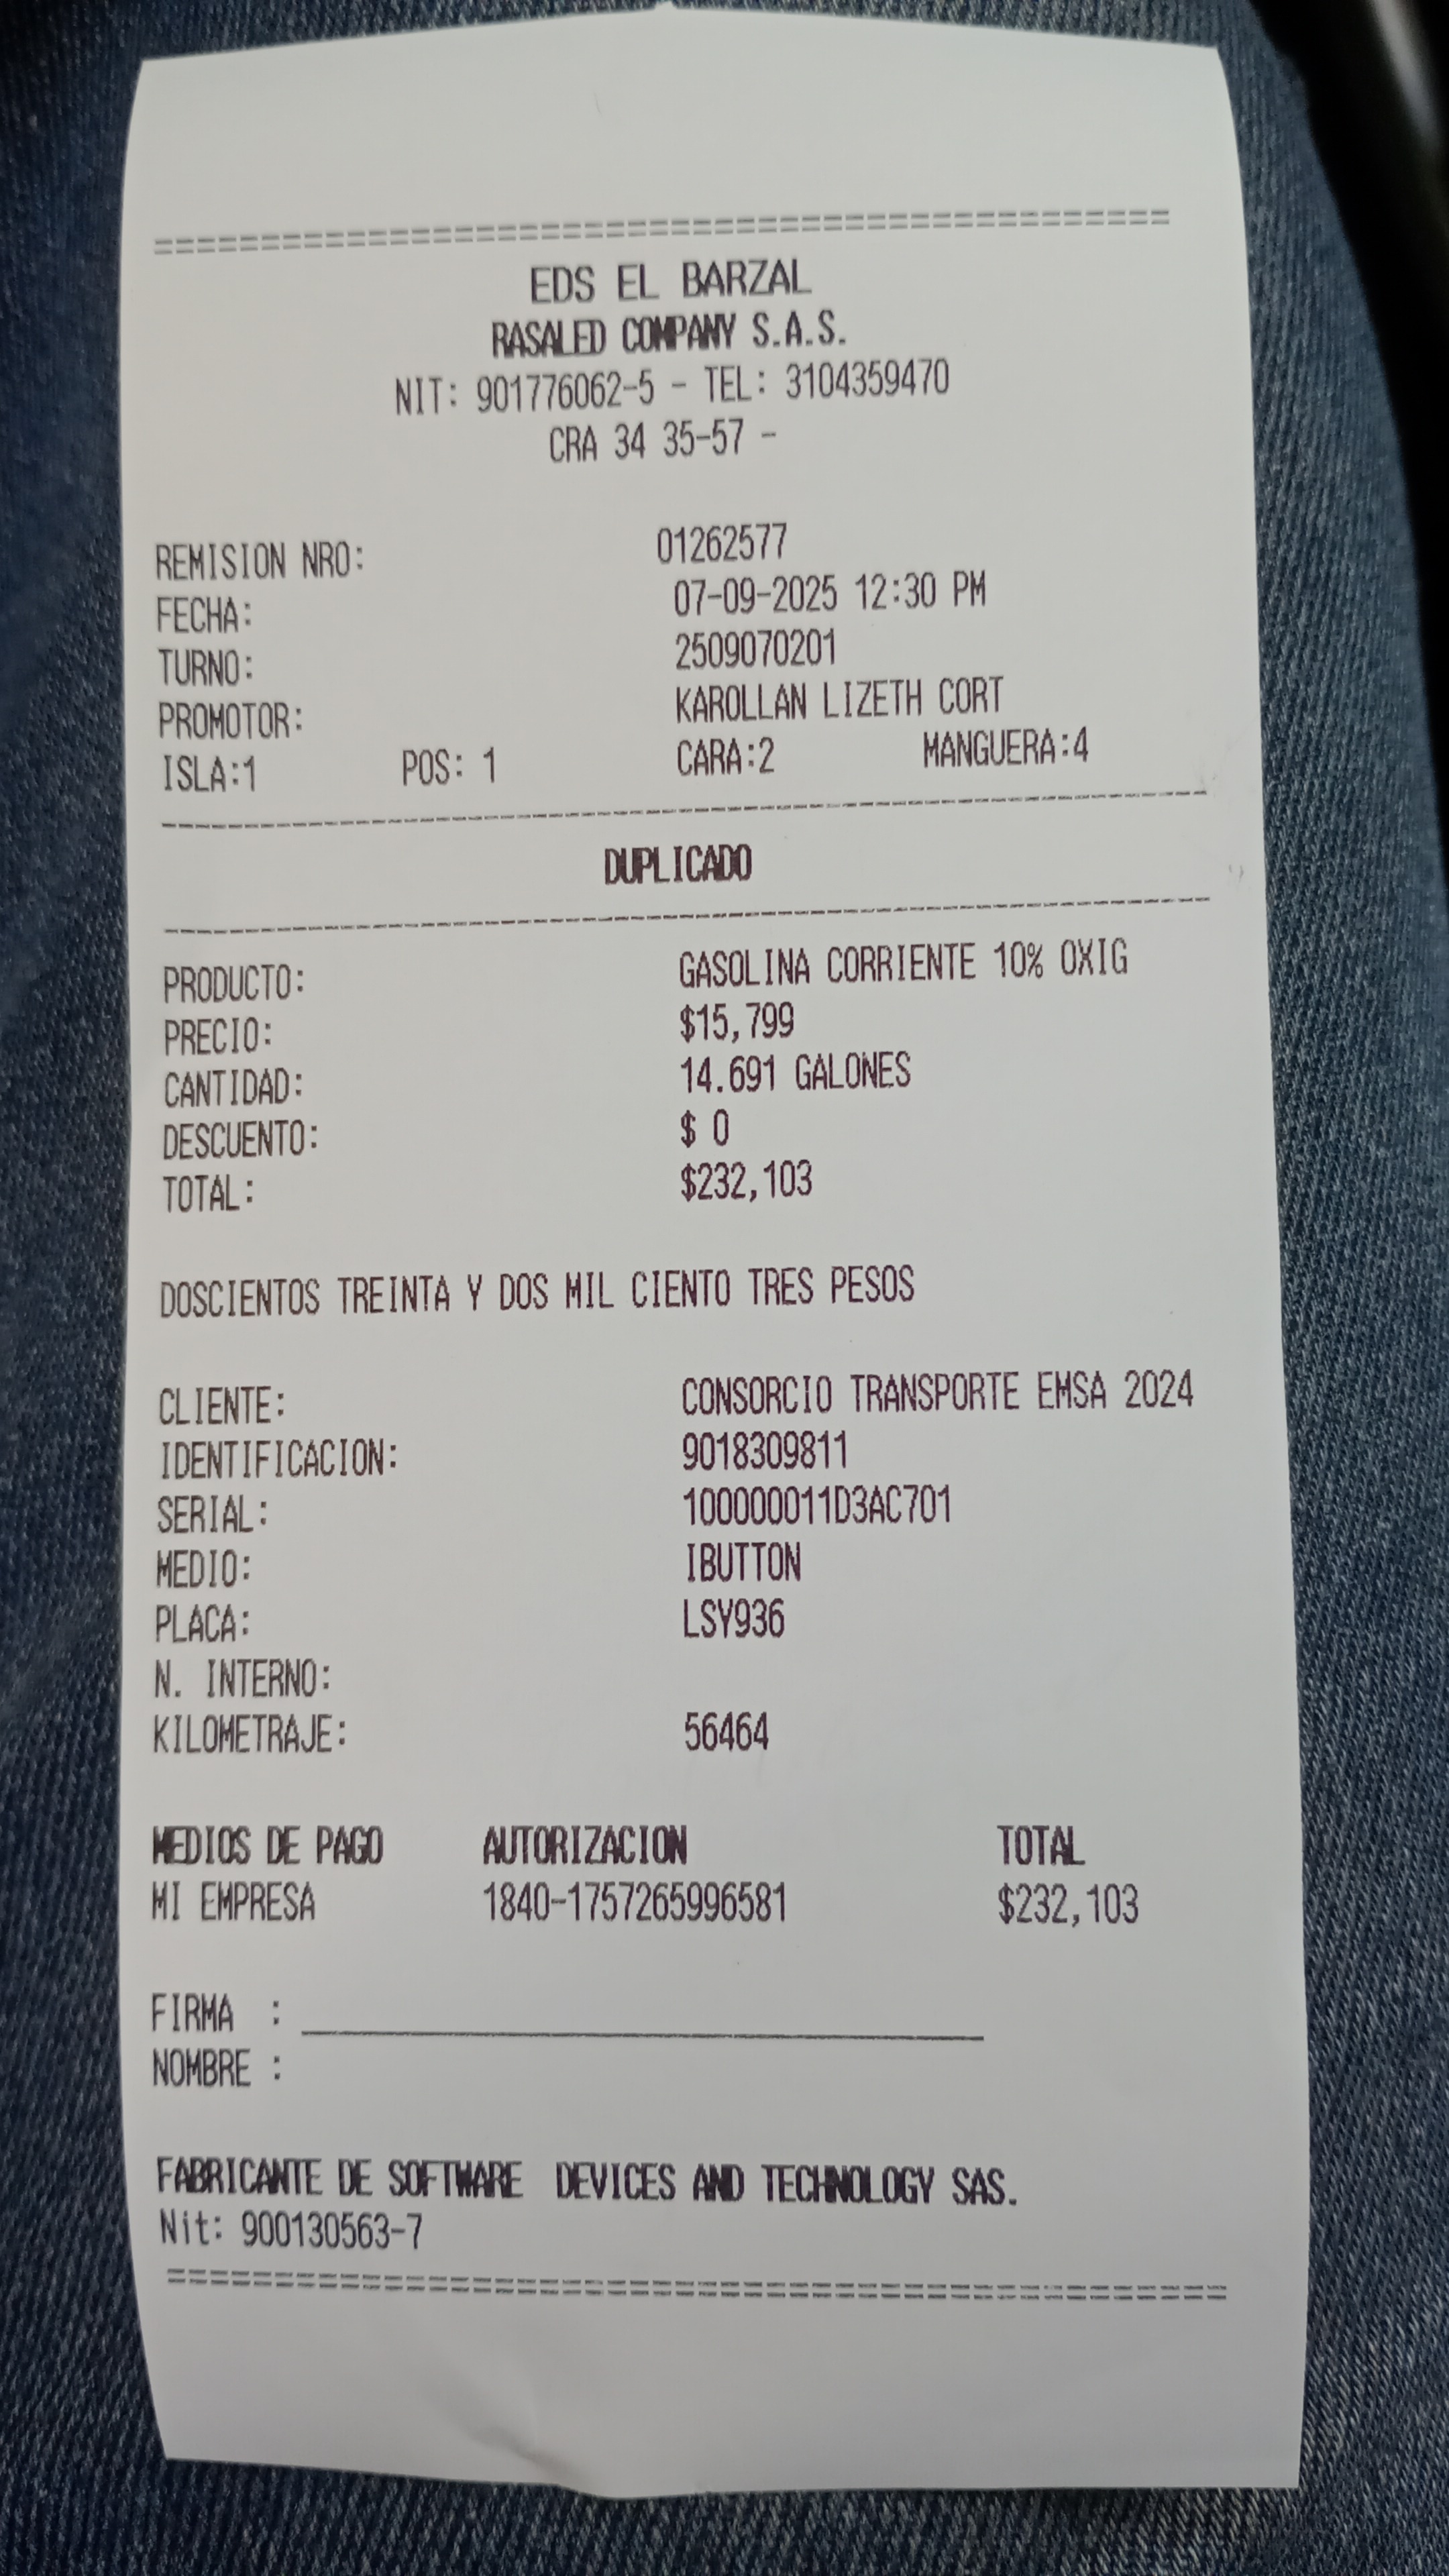 ================================================
EDS EL BARZAL
RASALED COMPANY S.A.S.
NIT: 901776062-5 - TEL: 3104359470
CRA 34 35-57 -
REMISION NRO: 01262577
FECHA: 07-09-2025 12:30 PM
TURNO: 2509070201
PROMOTOR: KAROLLAN LIZETH CORT
ISLA:1 POS: 1 CARA:2 MANGUERA:4
DUPLICADO
PRODUCTO: GASOLINA CORRIENTE 10% OXIG
PRECIO: $15,799
CANTIDAD: 14.691 GALONES
DESCUENTO: $ 0
TOTAL: $232,103
DOSCIENTOS TREINTA Y DOS MIL CIENTO TRES PESOS
CLIENTE: CONSORCIO TRANSPORTE EMSA 2024
IDENTIFICACION: 9018309811
SERIAL: 100000011D3AC701
MEDIO: IBUTTON
PLACA: LSY936
N. INTERNO:
KILOMETRAJE: 56464
MEDIOS DE PAGO AUTORIZACION TOTAL
MI EMPRESA 1840-1757265996581 $232,103
FIRMA : ____________________
NOMBRE :
FABRICANTE DE SOFTWARE DEVICES AND TECHNOLOGY SAS.
Nit: 900130563-7
================================================